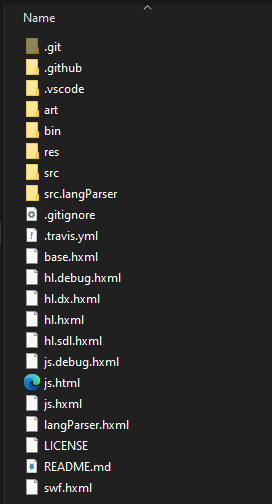 Name
.git
.github
.vscode
art
bin
res
src
src.langParser
.gitignore
.travis.yml
base.hxml
hl.debug.hxml
hl.dx.hxml
hl.hxml
hl.sdl.hxml
js.debug.hxml
js.html
js.hxml
langParser.hxml
LICENSE
README.md
swf.hxml